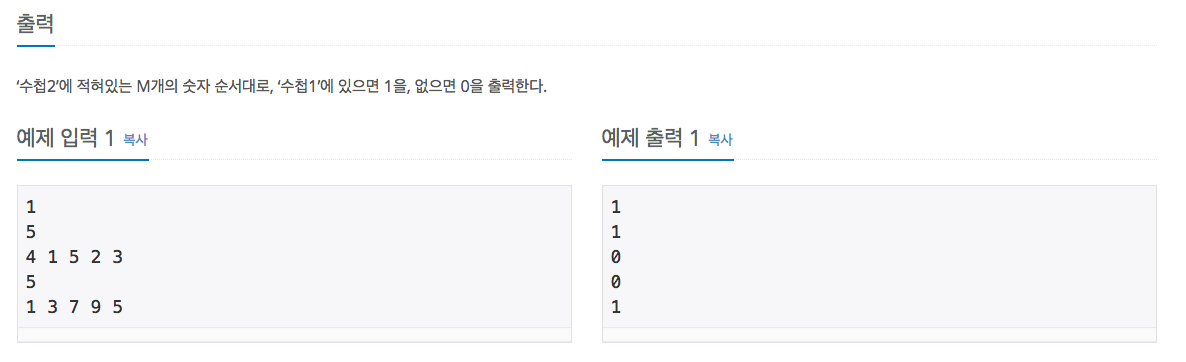 출력
‘수첩2’에 적혀있는 M개의 숫자 순서대로, ‘수첩1’에 있으면 1을, 없으면 0을 출력한다.
예제 입력 1 복사
1
5
4 1 5 2 3
5
1 3 7 9 5
예제 출력 1 복사
1
1
0
0
1